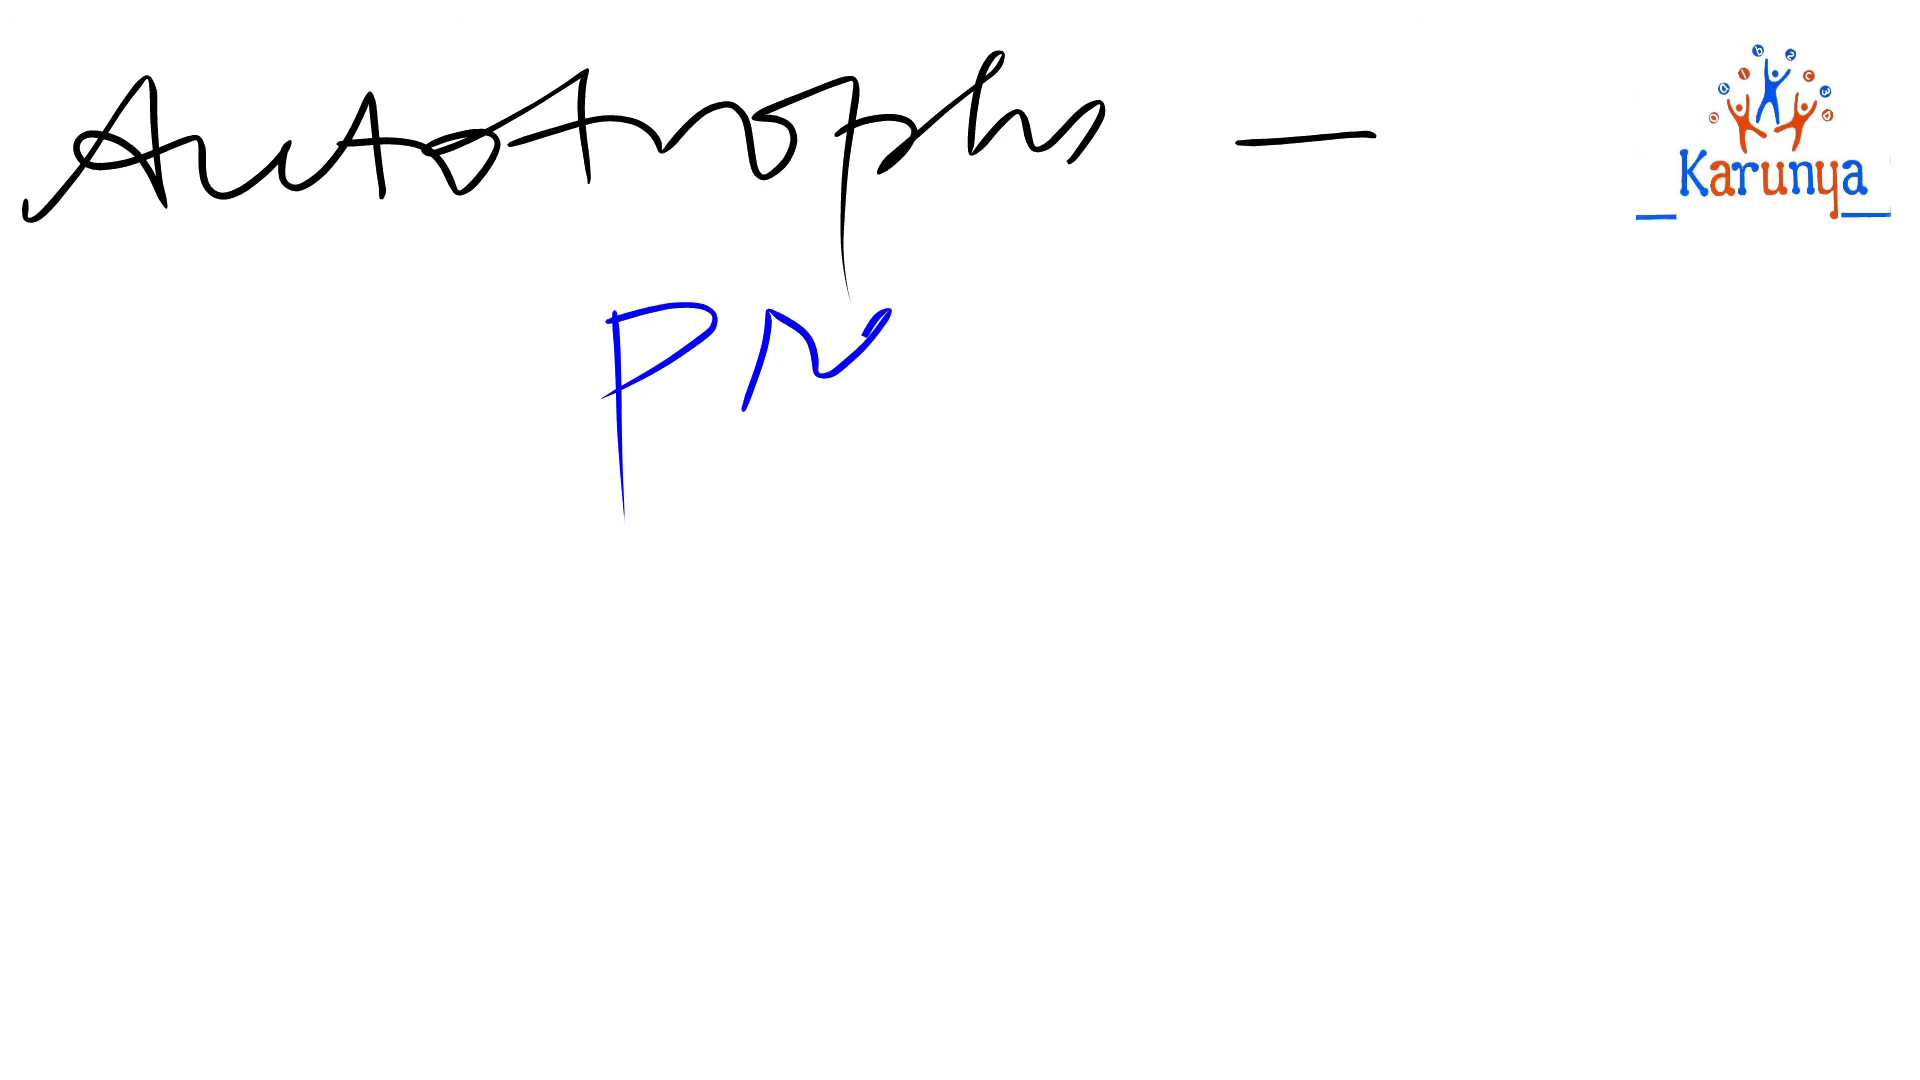 Autotrophs —
Pr
Karunya